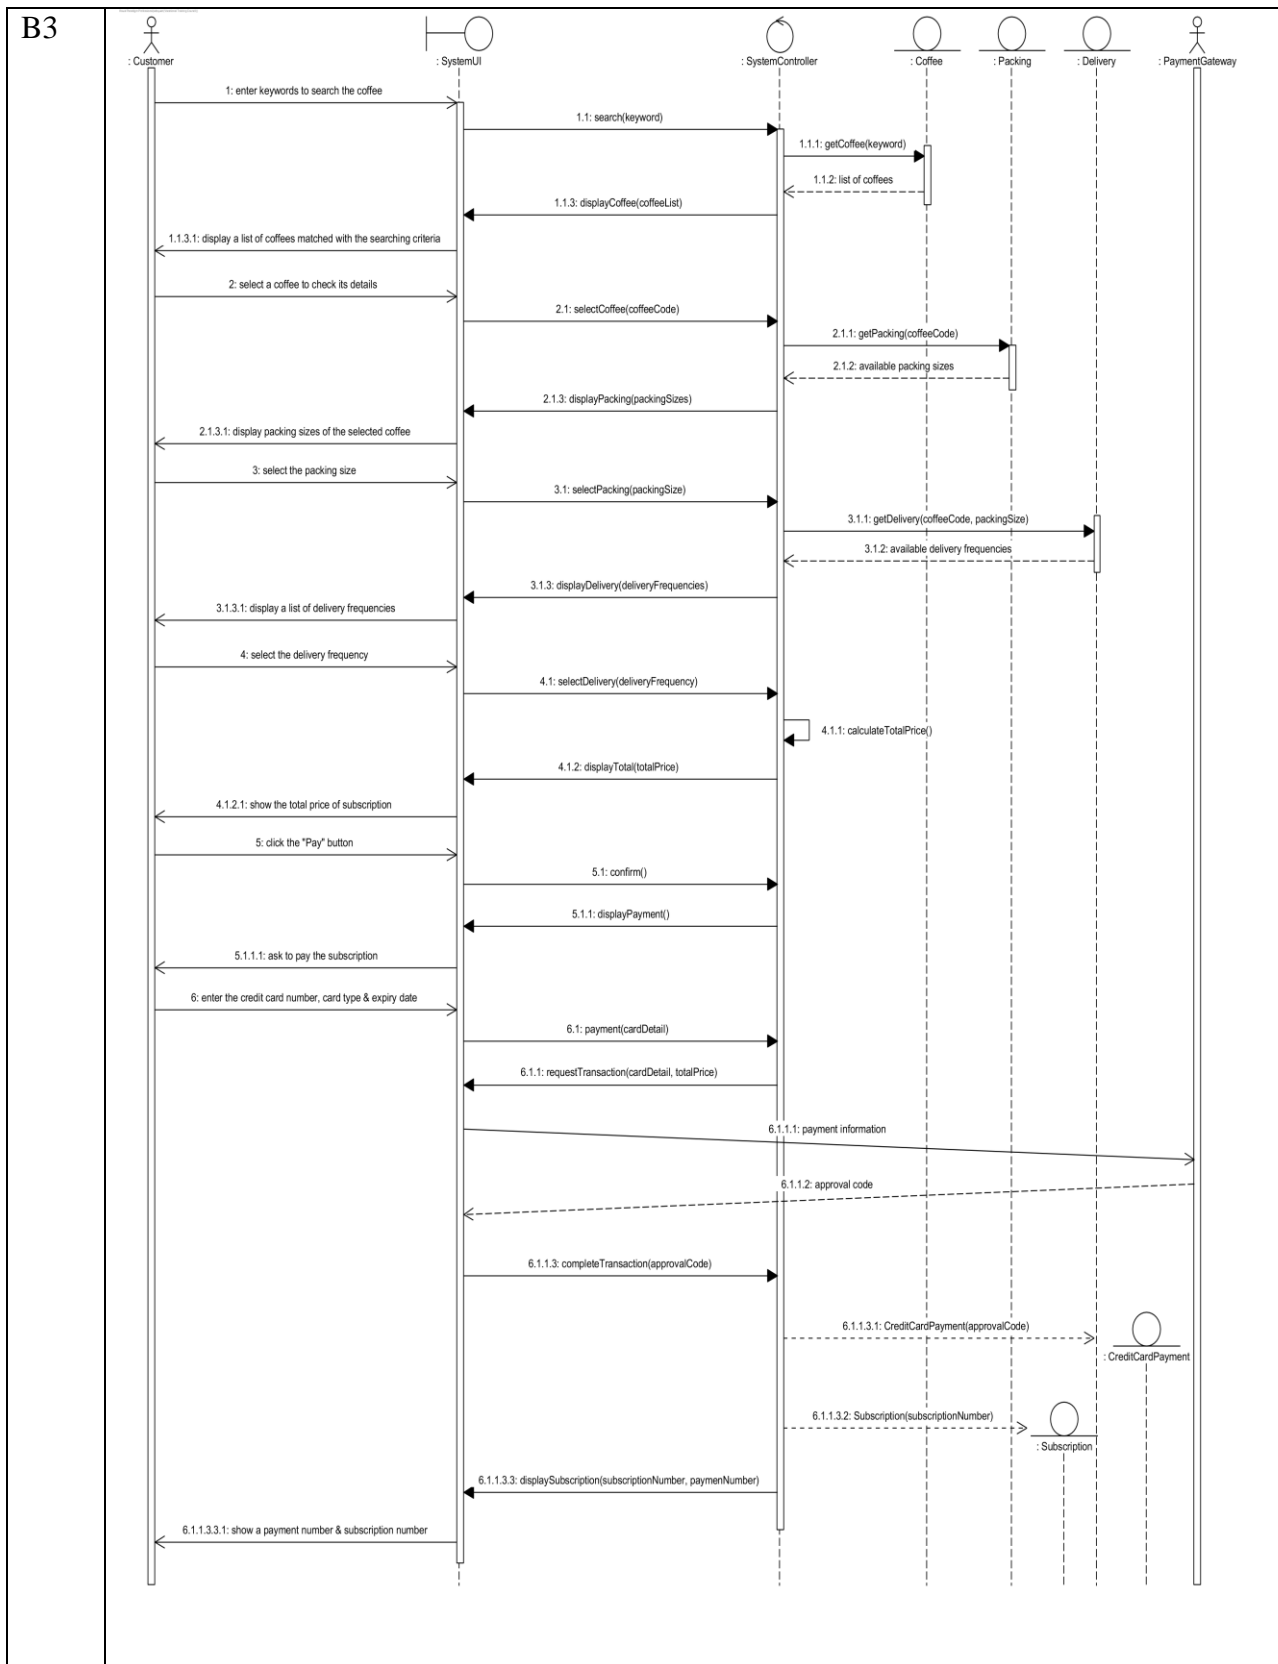 B3
: Customer
: SystemUI
: SystemController
: Coffee
: Packing
: Delivery
: PaymentGateway
1: enter keywords to search the coffee
1.1: search(keyword)
1.1.1: getCoffee(keyword)
1.1.2: list of coffees
1.1.3: displayCoffee(coffeeList)
1.1.3.1: display a list of coffees matched with the searching criteria
2: select a coffee to check its details
2.1: selectCoffee(coffeeCode)
2.1.1: getPacking(coffeeCode)
2.1.2: available packing sizes
2.1.3: displayPacking(packingSizes)
2.1.3.1: display packing sizes of the selected coffee
3: select the packing size
3.1: selectPacking(packingSize)
3.1.1: getDelivery(coffeeCode, packingSize)
3.1.2: available delivery frequencies
3.1.3: displayDelivery(deliveryFrequencies)
3.1.3.1: display a list of delivery frequencies
4: select the delivery frequency
4.1: selectDelivery(deliveryFrequency)
4.1.1: calculateTotalPrice()
4.1.2: displayTotal(totalPrice)
4.1.2.1: show the total price of subscription
5: click the "Pay" button
5.1: confirm()
5.1.1: displayPayment()
5.1.1.1: ask to pay the subscription
6: enter the credit card number, card type & expiry date
6.1: payment(cardDetail)
6.1.1: requestTransaction(cardDetail, totalPrice)
6.1.1.1: payment information
6.1.1.2: approval code
6.1.1.3: completeTransaction(approvalCode)
6.1.1.3.1: CreditCardPayment(approvalCode)
: CreditCardPayment
6.1.1.3.2: Subscription(subscriptionNumber)
: Subscription
6.1.1.3.3: displaySubscription(subscriptionNumber, paymenNumber)
6.1.1.3.3.1: show a payment number & subscription number